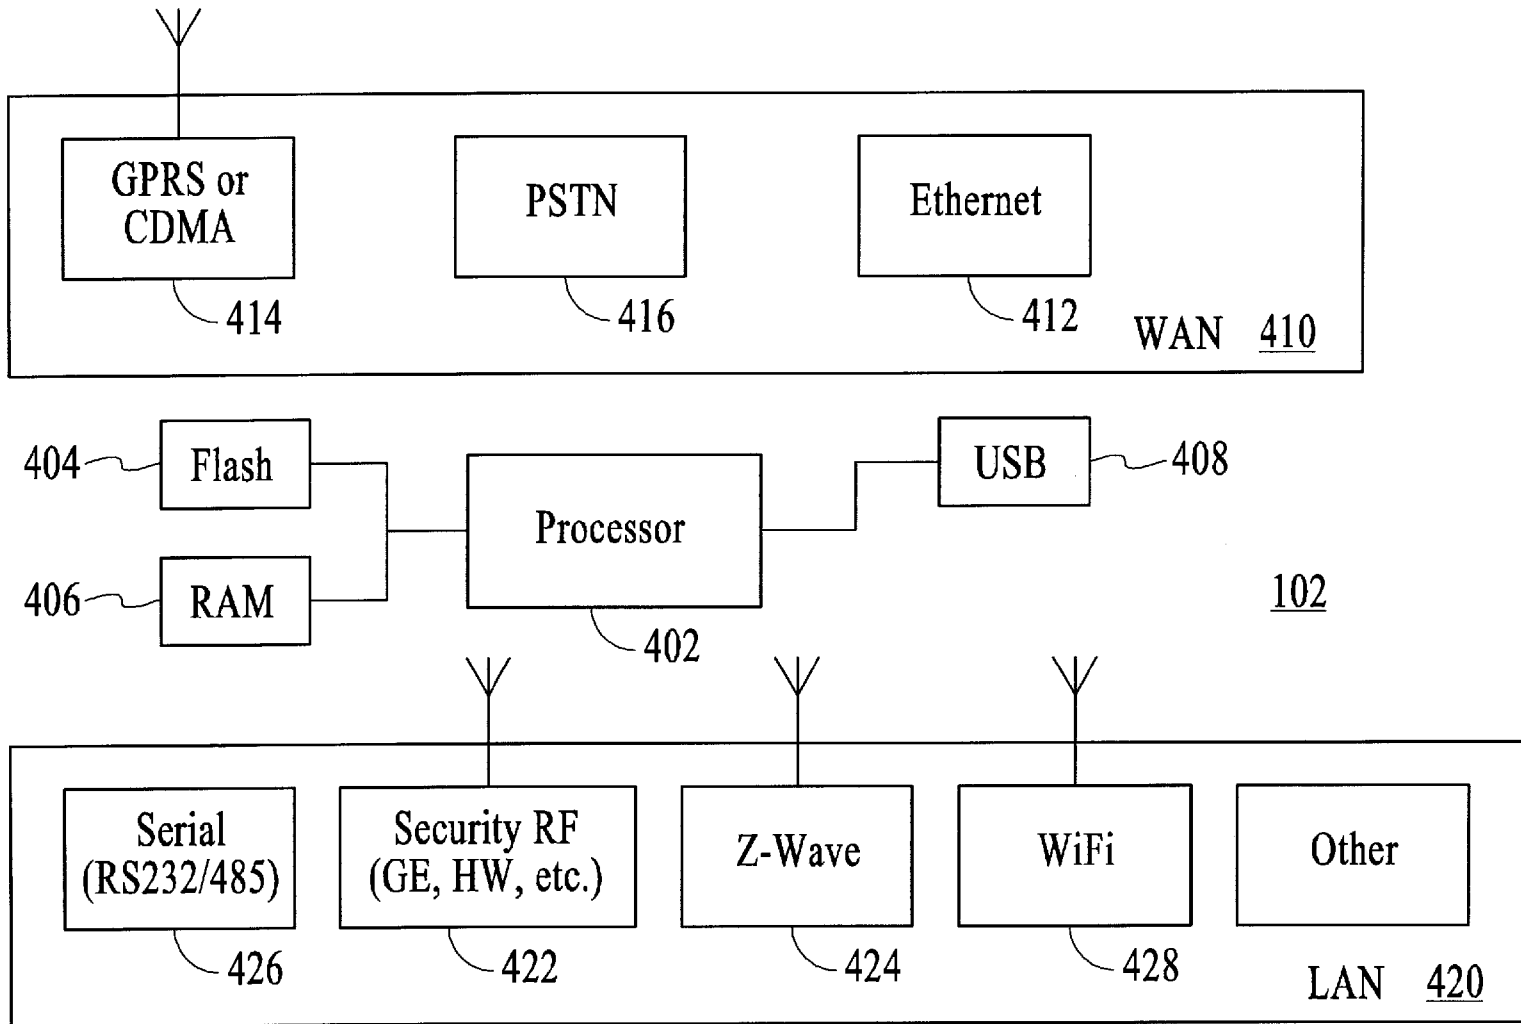 GPRS or
CDMA
414
PSTN
416
Ethernet
412
WAN 410
404
Flash
406
RAM
Processor
402
USB
408
102
Serial
(RS232/485)
426
Security RF
(GE, HW, etc.)
422
Z-Wave
424
WiFi
428
Other
LAN 420